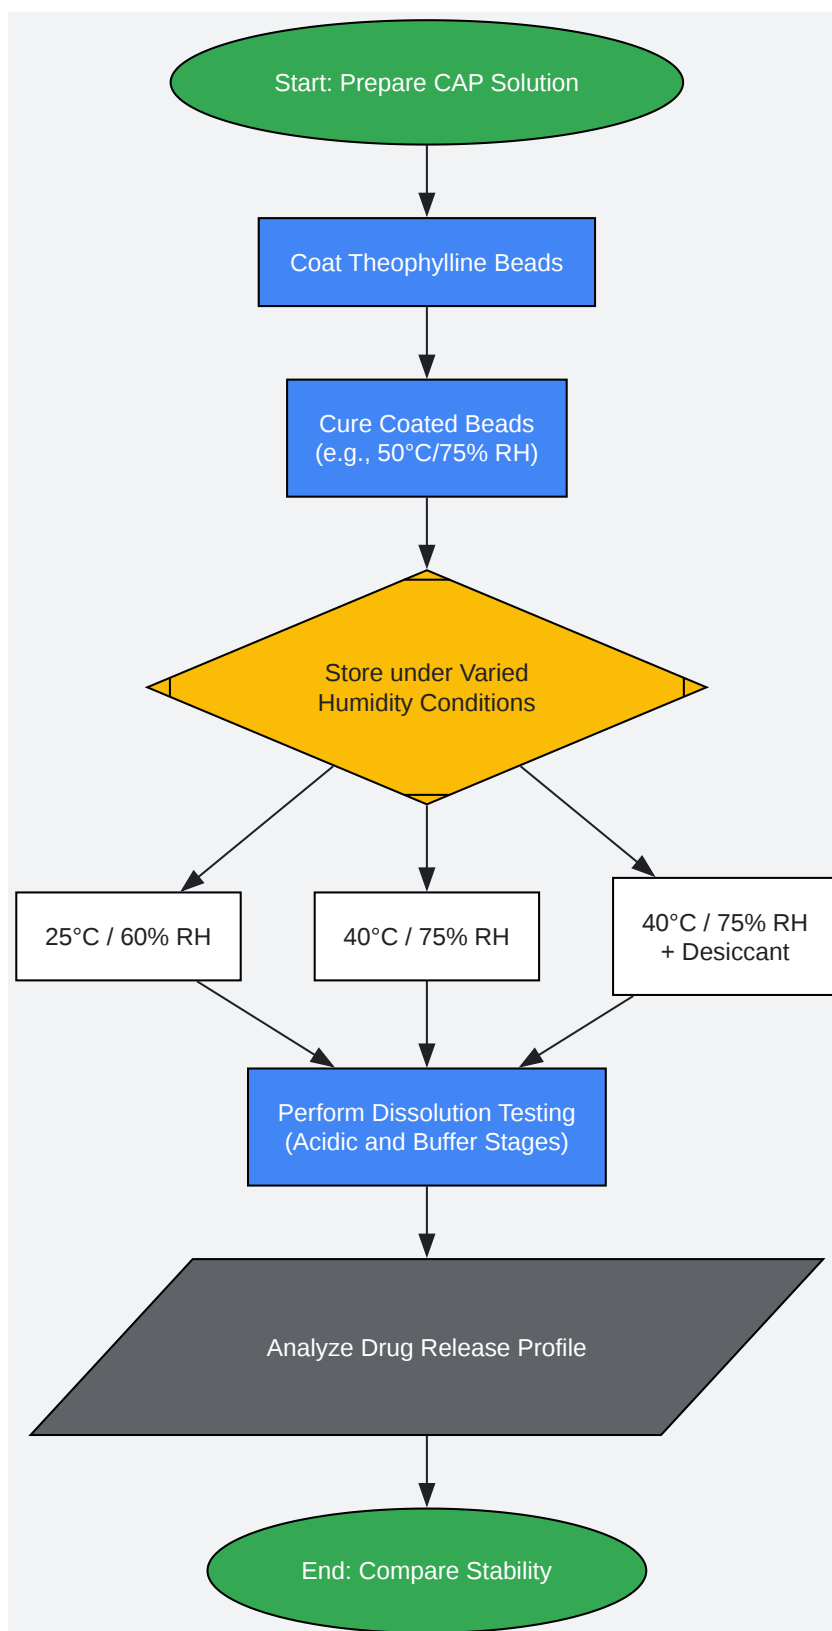 Start: Prepare CAP Solution
Coat Theophylline Beads
Cure Coated Beads
(e.g., 50°C/75% RH)
Store under Varied
Humidity Conditions
25°C / 60% RH
40°C / 75% RH
40°C / 75% RH
+ Desiccant
Perform Dissolution Testing
(Acidic and Buffer Stages)
Analyze Drug Release Profile
End: Compare Stability